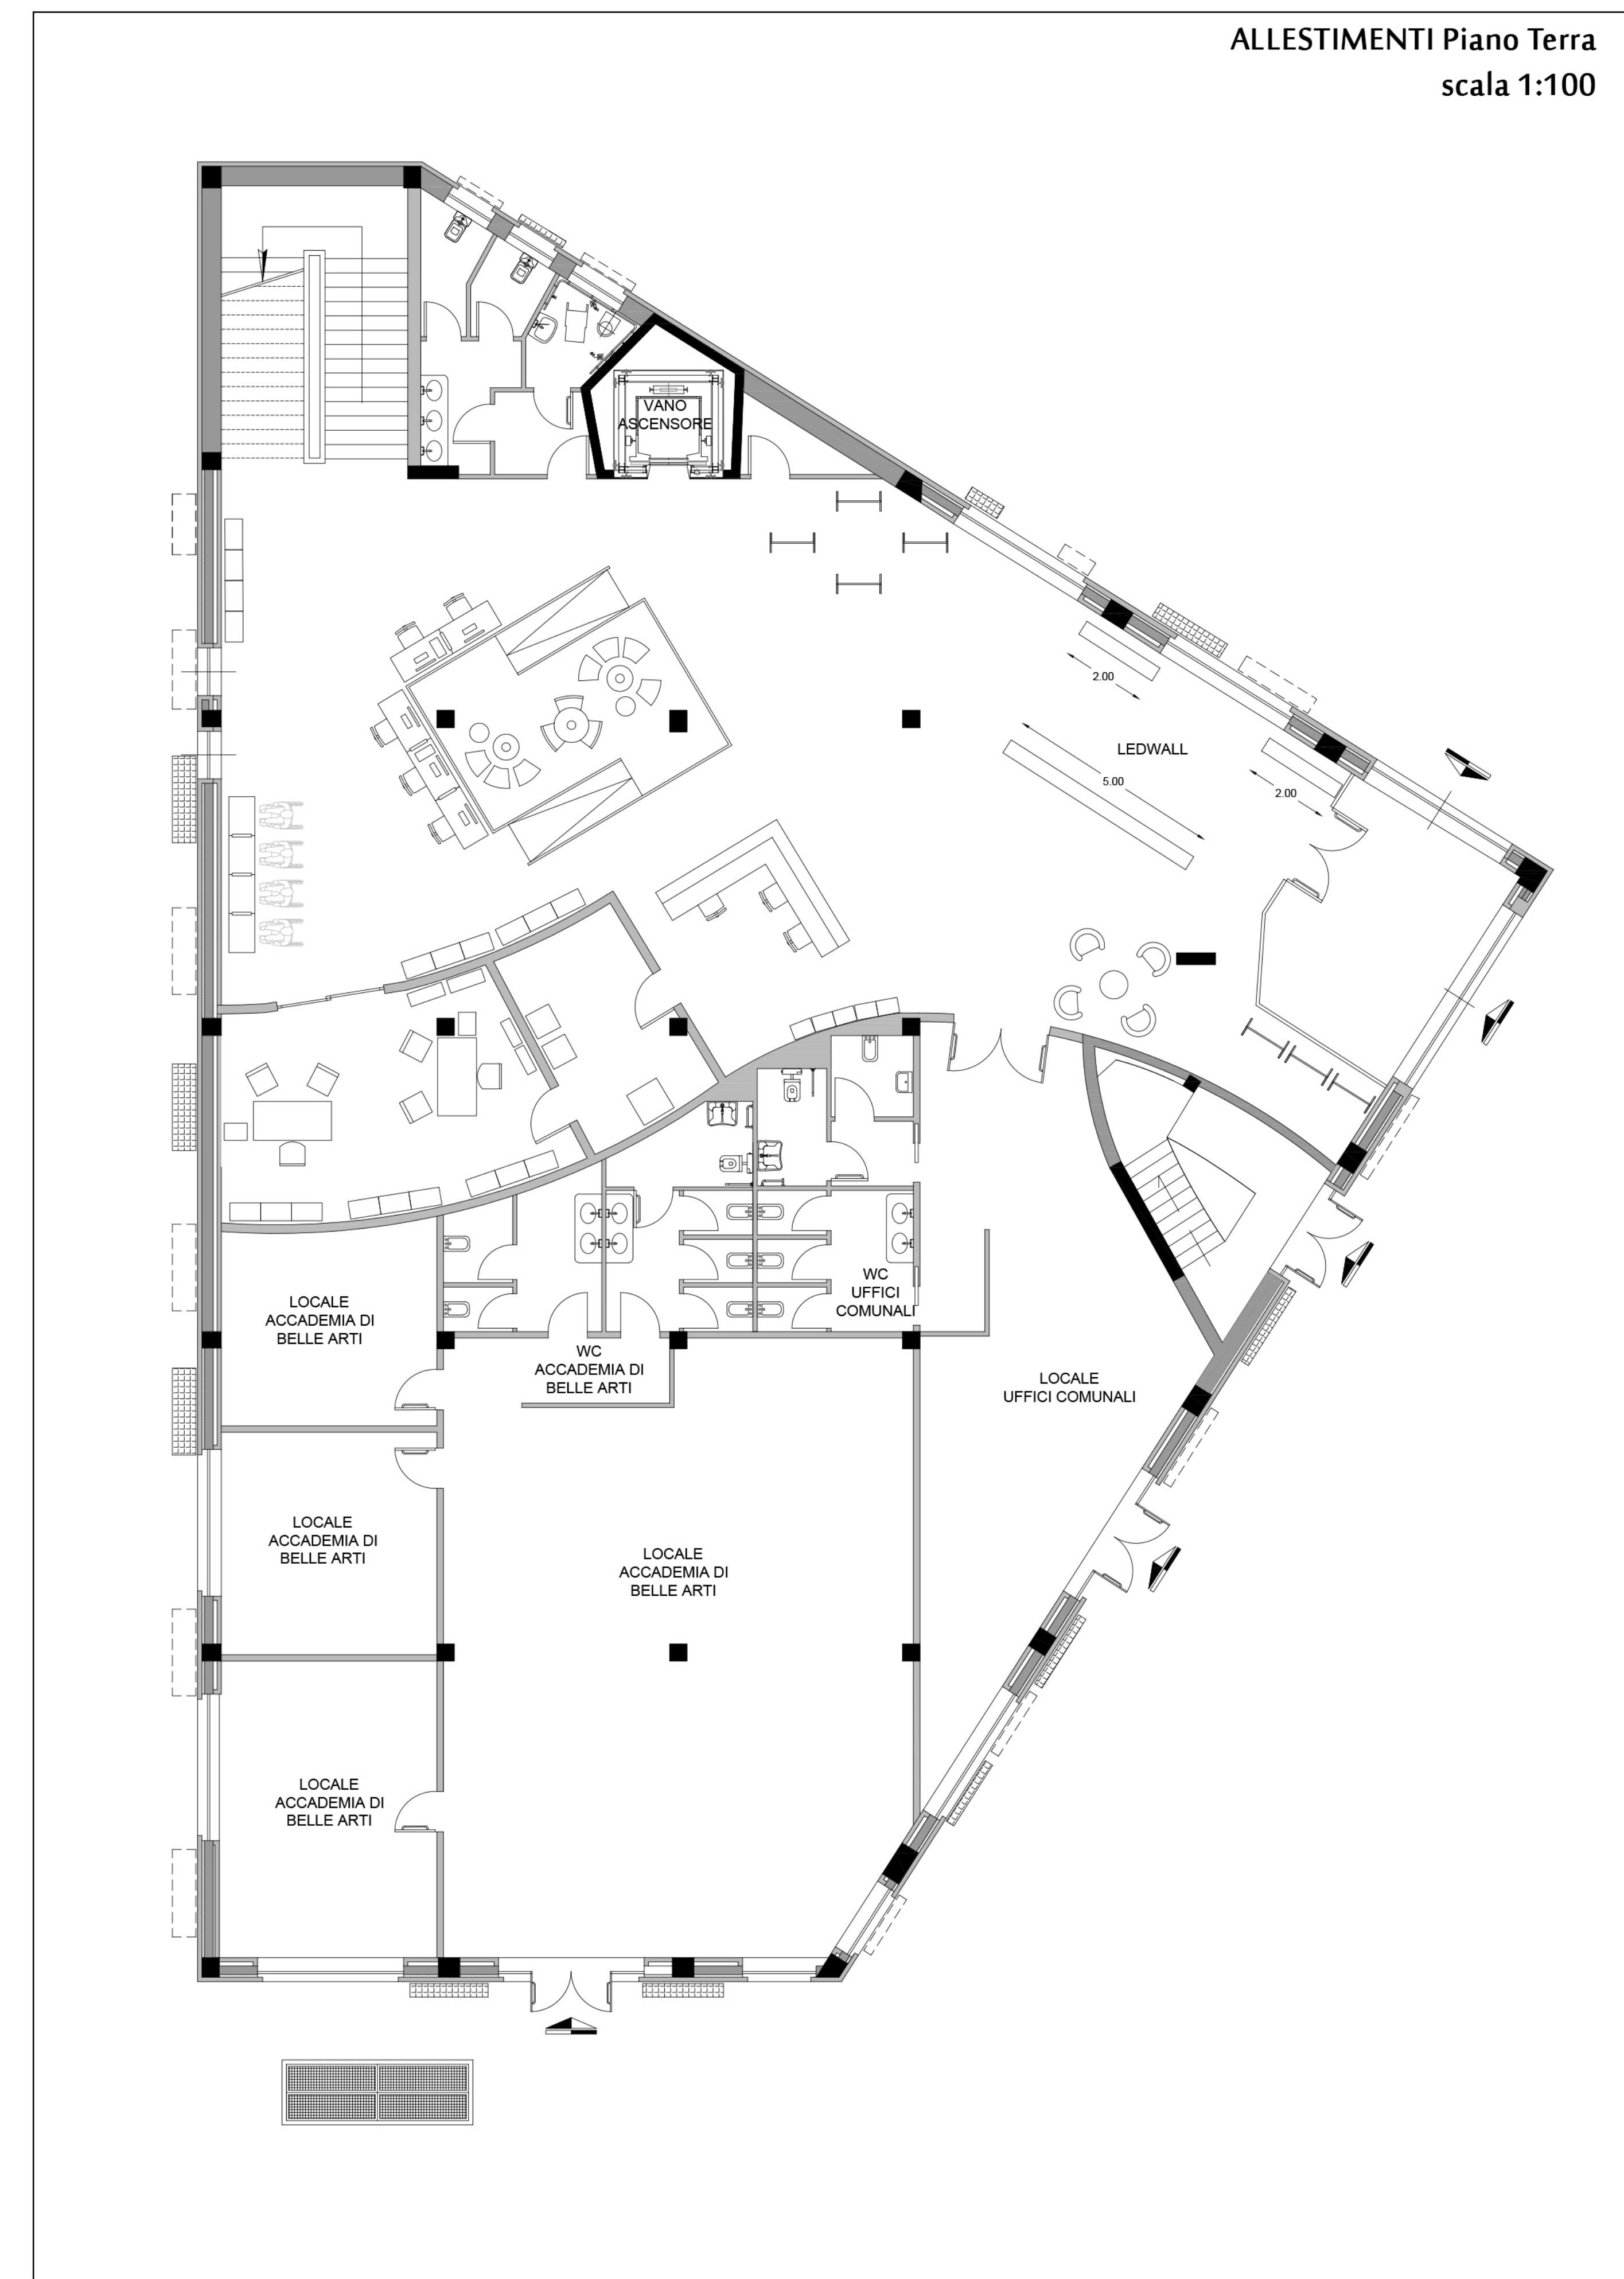 ALLESTIMENTI Piano Terra
scala 1:100
VANO
ASCENSORE
2.00
LEDWALL
5.00
2.00
WC
UFFICI
COMUNALI
LOCALE
ACCADEMIA DI
BELLE ARTI
WC
ACCADEMIA DI
BELLE ARTI
LOCALE
UFFICI COMUNALI
LOCALE
ACCADEMIA DI
BELLE ARTI
LOCALE
ACCADEMIA DI
BELLE ARTI
LOCALE
ACCADEMIA DI
BELLE ARTI